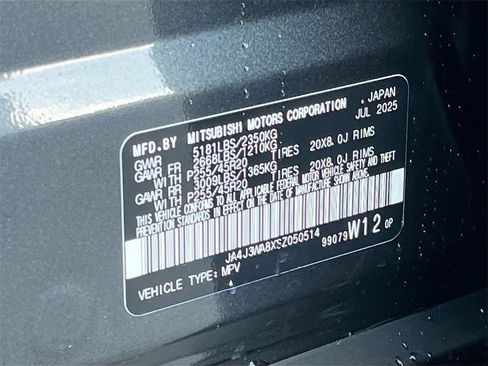 MFD.BY MITSUBISHI MOTORS CORPORATION JAPAN
GVWR 5181LBS/2350KG JUL 2025
GAWR FR 2668LBS/1210KG
WITH P255/45R20 TIRES 20X8.0J RIMS
GAWR RR 3009LBS/1365KG
WITH P255/45R20 TIRES 20X8.0J RIMS
THIS VEHICLE CONFORMS TO ALL APPLICABLE
FEDERAL MOTOR VEHICLE SAFETY AND THEFT
PREVENTION STANDARDS IN EFFECT ON THE DATE
OF MANUFACTURE SHOWN ABOVE.
99079 W12 OP
JA4J3WA8XSZ050514
VEHICLE TYPE: MPV